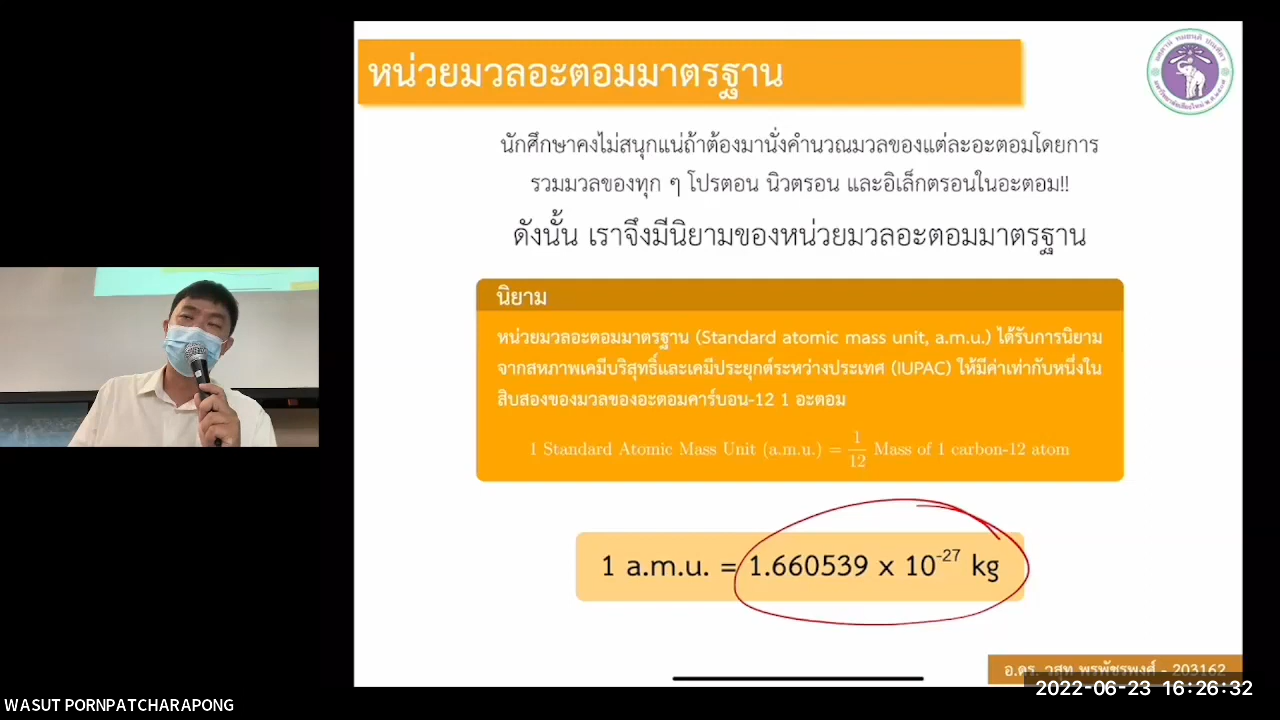 หน่วยมวลอะตอมมาตรฐาน
นักศึกษาคงไม่สนุกแน่ถ้าต้องมานั่งคำนวณมวลของแต่ละอะตอมโดยการ
รวมมวลของทุก ๆ โปรตอน นิวตรอน และอิเล็กตรอนในอะตอม!!
ดังนั้น เราจึงมีนิยามของหน่วยมวลอะตอมมาตรฐาน
นิยาม
หน่วยมวลอะตอมมาตรฐาน (Standard atomic mass unit, a.m.u.) ได้รับการนิยาม
จากสหภาพเคมีบริสุทธิ์และเคมีประยุกต์ระหว่างประเทศ (IUPAC) ให้มีค่าเท่ากับหนึ่งใน
สิบสองของมวลของอะตอมคาร์บอน-12 1 อะตอม
1 Standard Atomic Mass Unit (a.m.u.) = 1/12 Mass of 1 carbon-12 atom
1 a.m.u. = 1.660539 x 10⁻²⁷ kg
อ.ดร. วสุท พรพัชรพงศ์ - 203162
2022-06-23 16:26:32
WASUT PORNPATCHARAPONG